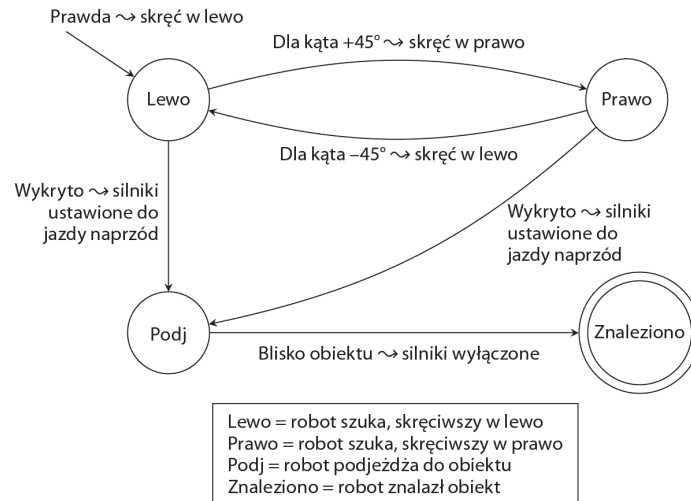 Prawda ⤳ skręć w lewo
Dla kąta +45° ⤳ skręć w prawo
Lewo
Prawo
Dla kąta –45° ⤳ skręć w lewo
Wykryto ⤳ silniki
ustawione do
jazdy naprzód
Wykryto ⤳ silniki
ustawione do
jazdy naprzód
Podj
Znaleziono
Blisko obiektu ⤳ silniki wyłączone
Lewo = robot szuka, skręciwszy w lewo
Prawo = robot szuka, skręciwszy w prawo
Podj = robot podjeżdża do obiektu
Znaleziono = robot znalazł obiekt